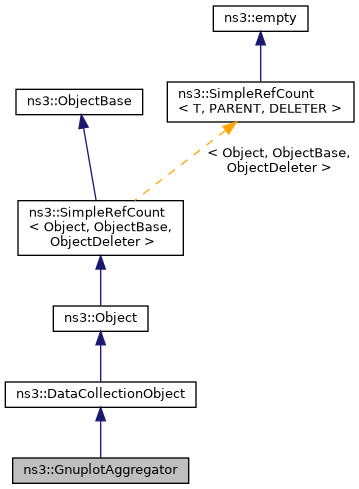 ns3::empty
ns3::SimpleRefCount
< T, PARENT, DELETER >
ns3::ObjectBase
< Object, ObjectBase,
ObjectDeleter >
ns3::SimpleRefCount
< Object, ObjectBase,
ObjectDeleter >
ns3::Object
ns3::DataCollectionObject
ns3::GnuplotAggregator